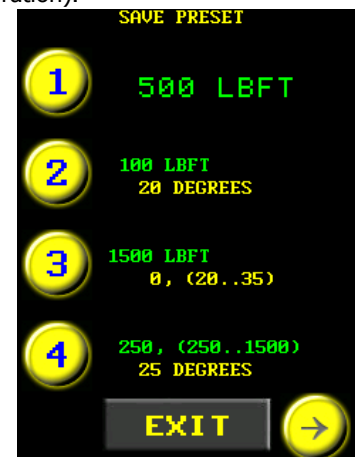 ration).
SAVE PRESET
1
500 LBFT
2
100 LBFT
20 DEGREES
3
1500 LBFT
0, (20..35)
4
250, (250..1500)
25 DEGREES
EXIT